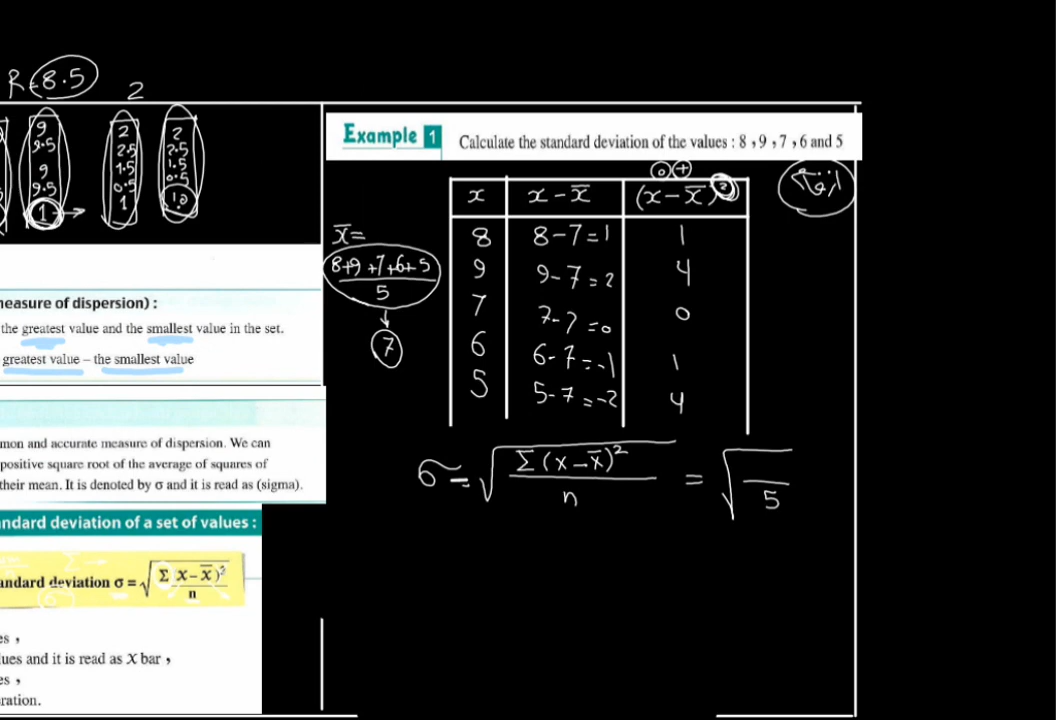 R = 8.5
2
9
9.5
9
9.5
1
2
2.5
1.5
0.5
1
2
2.5
1.5
0.5
measure of dispersion) :
the greatest value and the smallest value in the set.
greatest value – the smallest value
mon and accurate measure of dispersion. We can
positive square root of the average of squares of
their mean. It is denoted by σ and it is read as (sigma).
andard deviation of a set of values :
andard deviation σ = √(Σ(x – x̄)² / n)
es ,
lues and it is read as X bar ,
es ,
ration.
Example 1 Calculate the standard deviation of the values : 8 , 9 , 7 , 6 and 5
0 +
x x – x̄ (x – x̄)²
8 8 – 7 = 1 1
9 9 – 7 = 2 4
7 7 – 7 = 0 0
6 6 – 7 = -1 1
5 5 – 7 = -2 4
x̄ =
8+9+7+6+5
5
7
σ = √(Σ(x – x̄)² / n) = √( / 5)